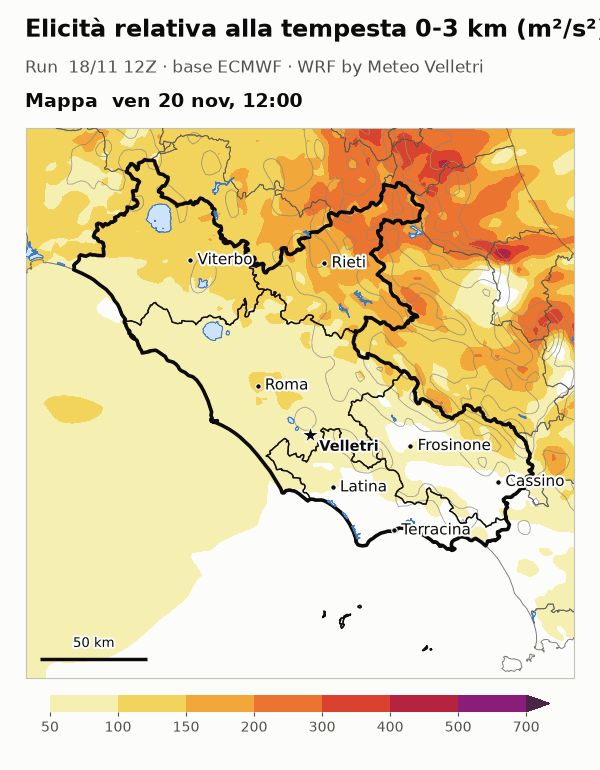 Elicità relativa alla tempesta 0-3 km (m²/s²)
Run 18/11 12Z · base ECMWF · WRF by Meteo Velletri
Mappa ven 20 nov, 12:00
Viterbo
Rieti
Roma
Velletri
Frosinone
Latina
Cassino
Terracina
50 km
50 100 150 200 300 400 500 700